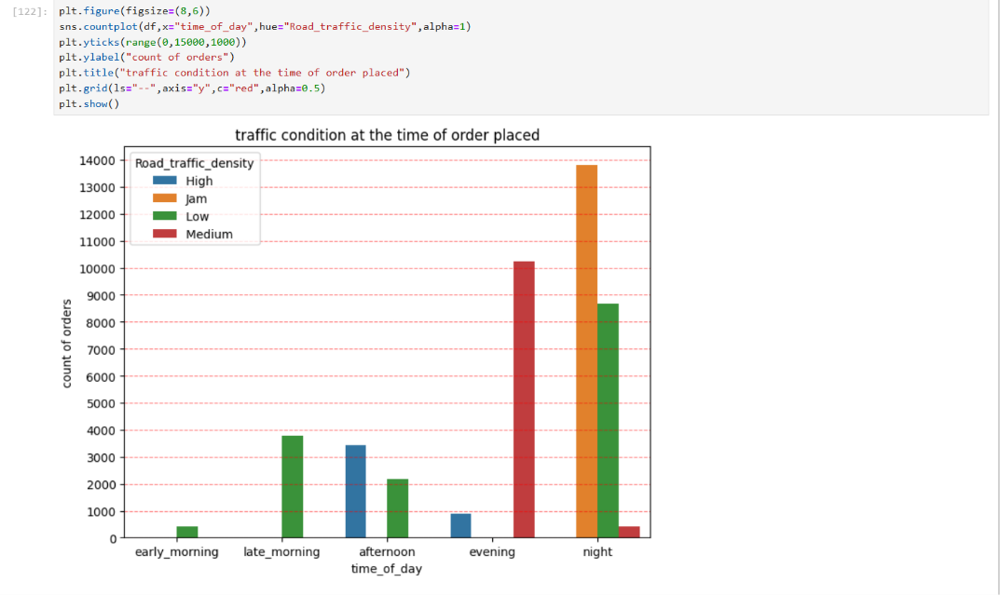 [122]:
plt.figure(figsize=(8,6))
sns.countplot(df,x="time_of_day",hue="Road_traffic_density",alpha=1)
plt.yticks(range(0,15000,1000))
plt.ylabel("count of orders")
plt.title("traffic condition at the time of order placed")
plt.grid(ls="--",axis="y",c="red",alpha=0.5)
plt.show()
traffic condition at the time of order placed
Road_traffic_density
High
Jam
Low
Medium
14000
13000
12000
11000
10000
9000
8000
7000
6000
5000
4000
3000
2000
1000
0
count of orders
early_morning
late_morning
afternoon
evening
night
time_of_day